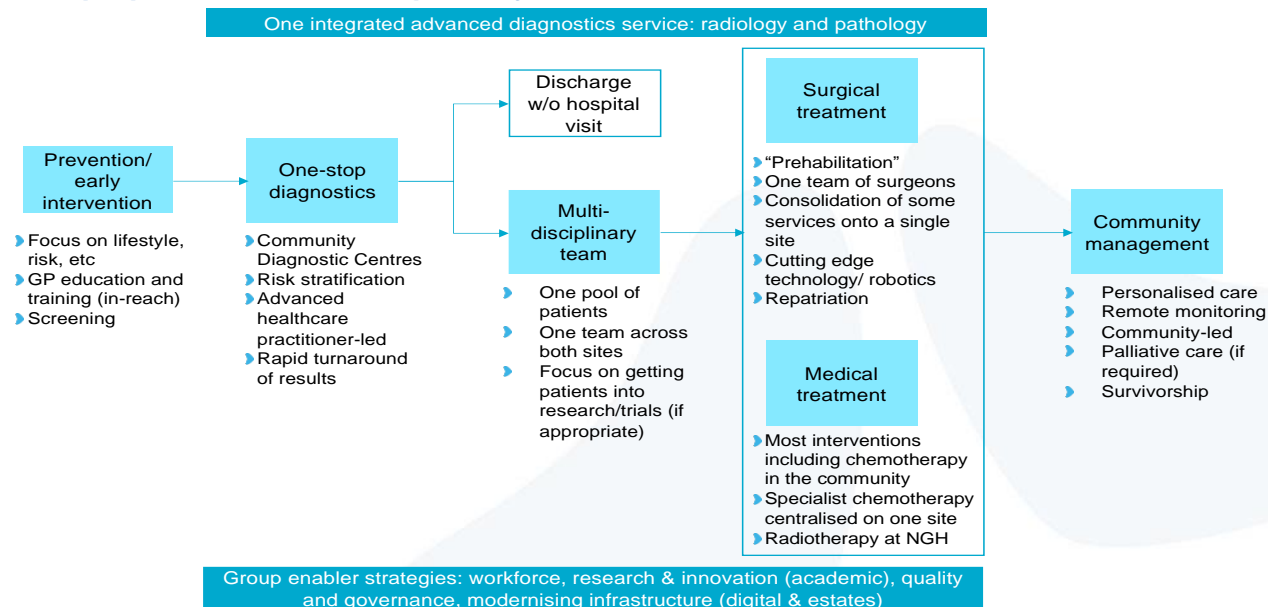 One integrated advanced diagnostics service: radiology and pathology
Prevention/
early
intervention
Focus on lifestyle,
risk, etc
GP education and
training (in-reach)
Screening
One-stop
diagnostics
Community
Diagnostic Centres
Risk stratification
Advanced
healthcare
practitioner-led
Rapid turnaround
of results
Discharge
w/o hospital
visit
Multi-
disciplinary
team
One pool of
patients
One team across
both sites
Focus on getting
patients into
research/trials (if
appropriate)
Surgical
treatment
“Prehabilitation”
One team of surgeons
Consolidation of some
services onto a single
site
Cutting edge
technology/ robotics
Repatriation
Medical
treatment
Most interventions
including chemotherapy
in the community
Specialist chemotherapy
centralised on one site
Radiotherapy at NGH
Community
management
Personalised care
Remote monitoring
Community-led
Palliative care (if
required)
Survivorship
Group enabler strategies: workforce, research & innovation (academic), quality
and governance, modernising infrastructure (digital & estates)